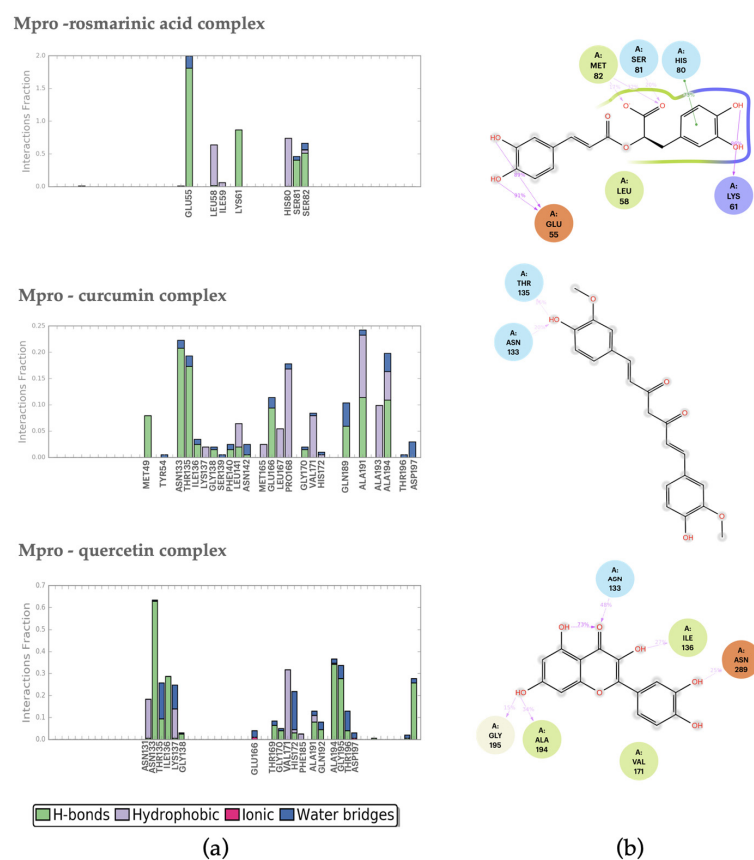 Mpro -rosmarinic acid complex
Interactions Fraction
2.0
1.5
1.0
0.5
0.0
GLU55
LEU58
ILE59
LYS61
HIS80
SER81
SER82
A:
MET
82
A:
SER
81
A:
HIS
80
HO
HO
O
O
O
O
OH
OH
91%
A:
LEU
58
A:
GLU
55
A:
LYS
61
Mpro - curcumin complex
Interactions Fraction
0.25
0.20
0.15
0.10
0.05
0.00
MET49
TYR54
ASN133
THR135
ILE136
LYS137
GLY138
SER139
PHE140
LEU141
ASN142
MET165
GLU166
LEU167
PRO168
GLY170
VAL171
HIS172
GLN189
ALA191
ALA193
ALA194
THR196
ASP197
A:
THR
135
A:
ASN
133
HO
O
O
O
O
OH
Mpro - quercetin complex
Interactions Fraction
0.7
0.6
0.5
0.4
0.3
0.2
0.1
0.0
ASN131
ASN133
THR135
ILE136
LYS137
GLY138
GLU166
THR169
GLY170
VAL171
HIS172
PHE185
ALA191
GLN192
ALA194
GLY195
THR196
ASP197
133
A:
ILE
136
A:
ASN
289
A:
GLY
195
A:
ALA
194
A:
VAL
171
OH
73%
O
48%
OH
HO
O
OH
OH
H-bonds Hydrophobic Ionic Water bridges
(a) (b)